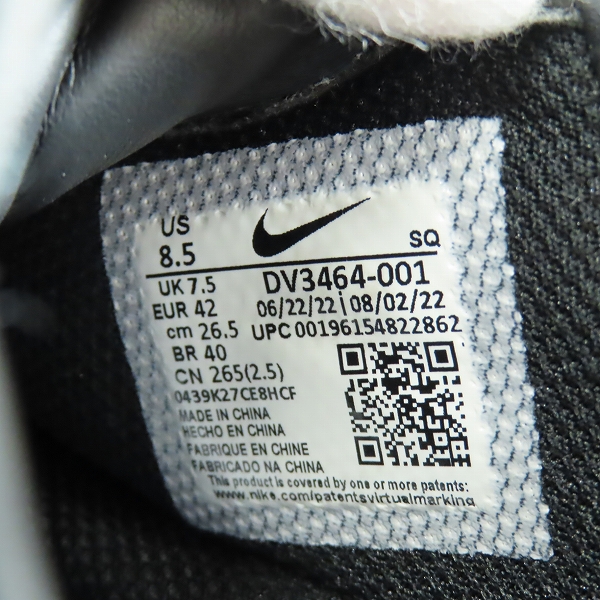 US
8.5
SQ
UK 7.5
DV3464-001
EUR 42
06/22/22 | 08/02/22
cm 26.5
UPC 00196154822862
BR 40
CN 265(2.5)
0439K27CE8HCF
MADE IN CHINA
HECHO EN CHINA
FABRIQUE EN CHINE
FABRICADO NA CHINA
This product is covered by one or more patents:
www.nike.com/patentsvirtualmarking